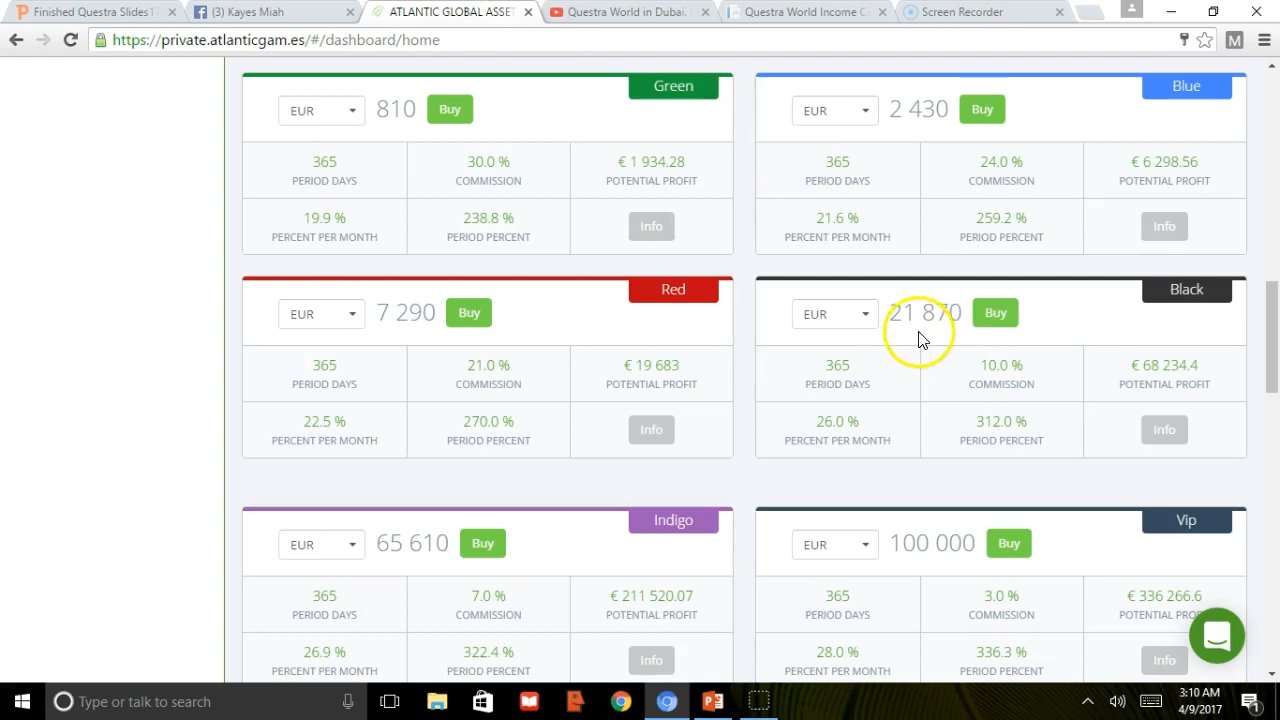 Finished Questra Slides1T
(3) Kayes Miah
ATLANTIC GLOBAL ASSET
Questra World in Dubai.
Questra World Income C
Screen Recorder
https://private.atlanticgam.es/#/dashboard/home
M
Green
EUR 810 Buy
365 30.0 % € 1 934.28
PERIOD DAYS COMMISSION POTENTIAL PROFIT
19.9 % 238.8 % Info
PERCENT PER MONTH PERIOD PERCENT
Blue
EUR 2 430 Buy
365 24.0 % € 6 298.56
PERIOD DAYS COMMISSION POTENTIAL PROFIT
21.6 % 259.2 % Info
PERCENT PER MONTH PERIOD PERCENT
Red
EUR 7 290 Buy
365 21.0 % € 19 683
PERIOD DAYS COMMISSION POTENTIAL PROFIT
22.5 % 270.0 % Info
PERCENT PER MONTH PERIOD PERCENT
Black
EUR 21 870 Buy
365 10.0 % € 68 234.4
PERIOD DAYS COMMISSION POTENTIAL PROFIT
26.0 % 312.0 % Info
PERCENT PER MONTH PERIOD PERCENT
Indigo
EUR 65 610 Buy
365 7.0 % € 211 520.07
PERIOD DAYS COMMISSION POTENTIAL PROFIT
26.9 % 322.4 % Info
PERCENT PER MONTH PERIOD PERCENT
Vip
EUR 100 000 Buy
365 3.0 % € 336 266.6
PERIOD DAYS COMMISSION POTENTIAL PROF
28.0 % 336.3 % Info
PERCENT PER MONTH PERIOD PERCENT
Type or talk to search
3:10 AM
4/9/2017
1